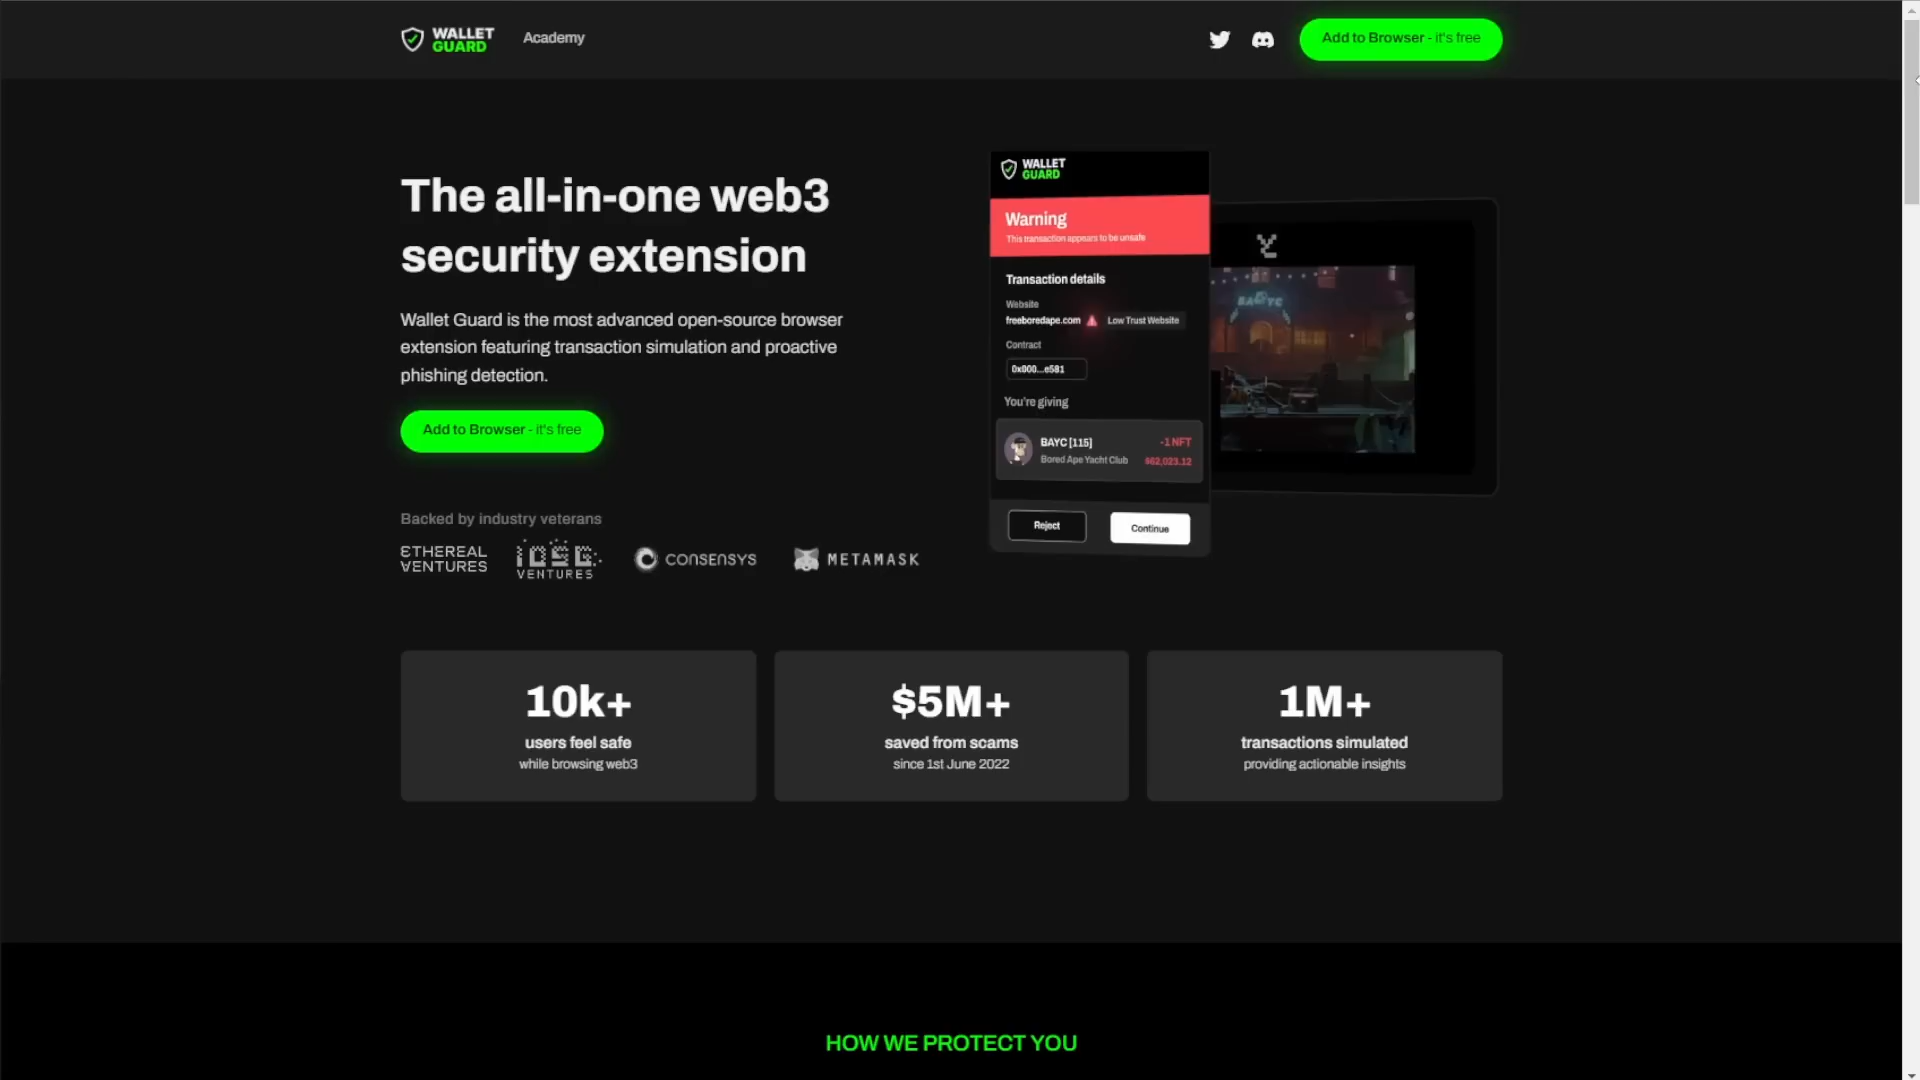 WALLET
GUARD
Academy
Add to Browser - it's free
The all-in-one web3
security extension
Wallet Guard is the most advanced open-source browser
extension featuring transaction simulation and proactive
phishing detection.
Add to Browser - it's free
Backed by industry veterans
ETHEREAL
VENTURES
IOSG
VENTURES
CONSENSYS
METAMASK
WALLET
GUARD
Warning
This transaction appears to be unsafe
Transaction details
Website
freeboredape.com
Low Trust Website
Contract
0x000...e581
You're giving
BAYC [115]
-1 NFT
Bored Ape Yacht Club
$62,023.12
Reject
Continue
BAYC
10k+
users feel safe
while browsing web3
$5M+
saved from scams
since 1st June 2022
1M+
transactions simulated
providing actionable insights
HOW WE PROTECT YOU